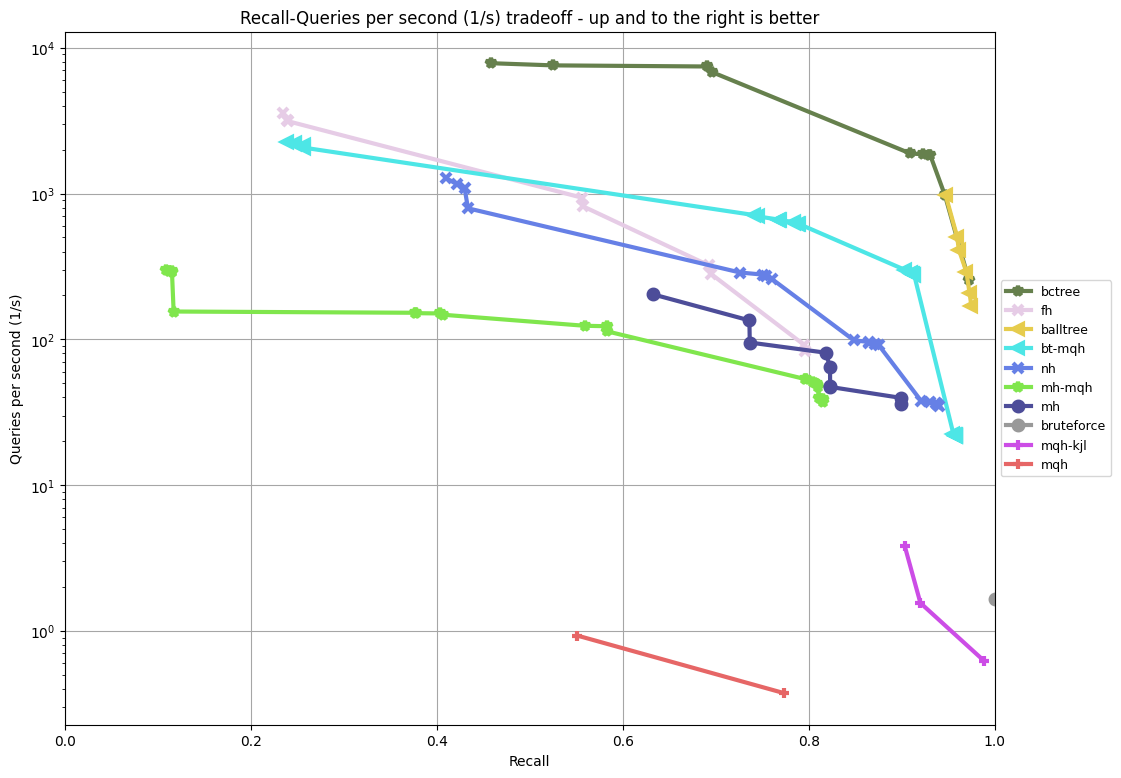 Recall-Queries per second (1/s) tradeoff - up and to the right is better
Queries per second (1/s)
10^4
10^3
10^2
10^1
10^0
0.0 0.2 0.4 0.6 0.8 1.0
Recall
bctree
fh
balltree
bt-mqh
nh
mh-mqh
mh
bruteforce
mqh-kjl
mqh